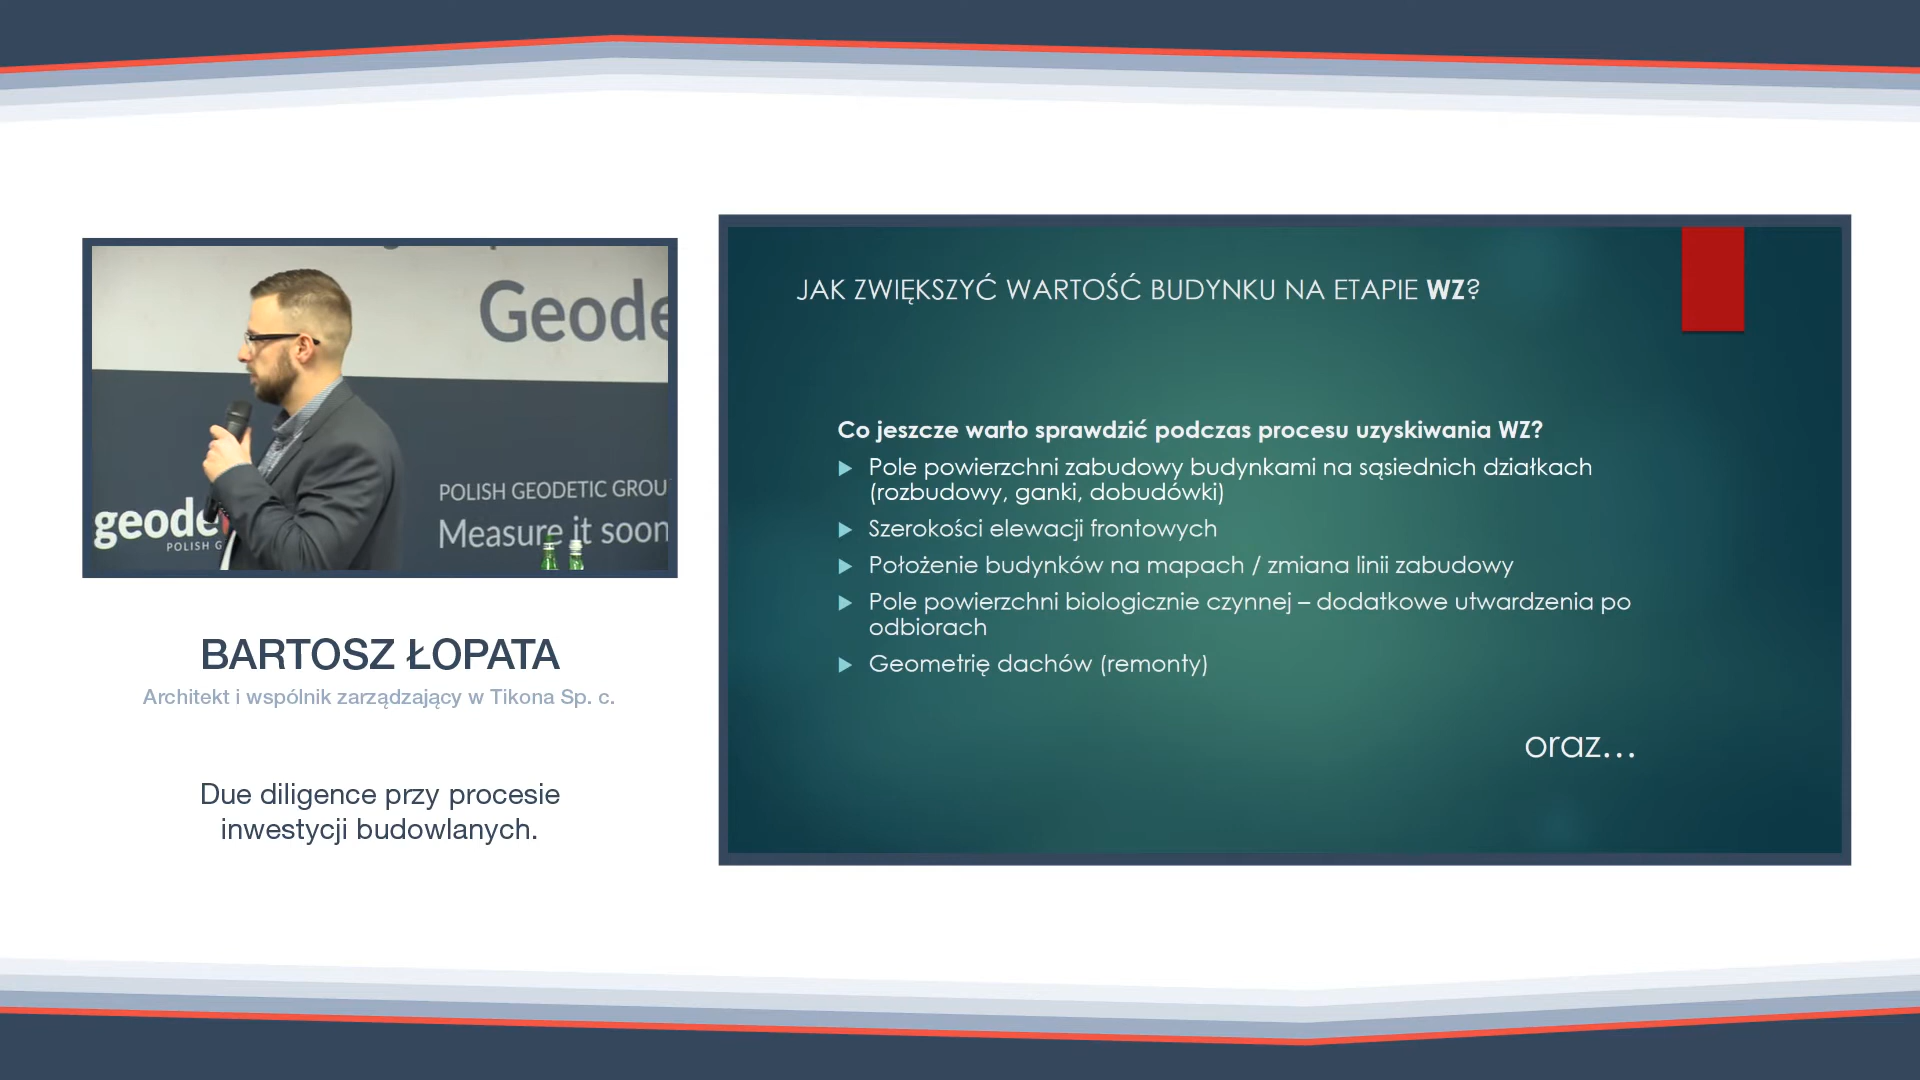 Geode
geode
POLISH G
POLISH GEODETIC GROU
Measure it soon
BARTOSZ ŁOPATA
Architekt i wspólnik zarządzający w Tikona Sp. c.
Due diligence przy procesie
inwestycji budowlanych.
JAK ZWIĘKSZYĆ WARTOŚĆ BUDYNKU NA ETAPIE WZ?
Co jeszcze warto sprawdzić podczas procesu uzyskiwania WZ?
Pole powierzchni zabudowy budynkami na sąsiednich działkach
(rozbudowy, ganki, dobudówki)
Szerokości elewacji frontowych
Położenie budynków na mapach / zmiana linii zabudowy
Pole powierzchni biologicznie czynnej – dodatkowe utwardzenia po
odbiorach
Geometrię dachów (remonty)
oraz...